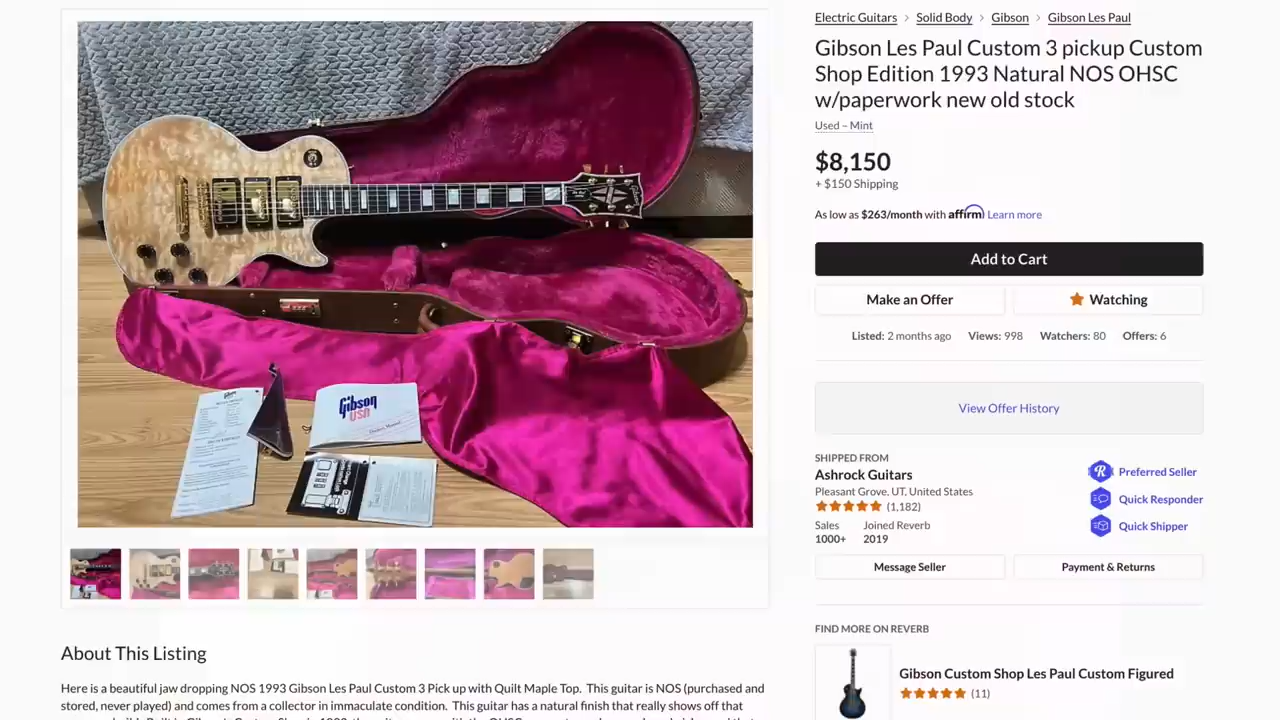 Electric Guitars > Solid Body > Gibson > Gibson Les Paul
Gibson Les Paul Custom 3 pickup Custom
Shop Edition 1993 Natural NOS OHSC
w/paperwork new old stock
Used – Mint
$8,150
+ $150 Shipping
As low as $263/month with affirm Learn more
Add to Cart
Make an Offer
Watching
Listed: 2 months ago Views: 998 Watchers: 80 Offers: 6
View Offer History
SHIPPED FROM
Ashrock Guitars
Pleasant Grove, UT, United States
(1,182)
Sales Joined Reverb
1000+ 2019
Preferred Seller
Quick Responder
Quick Shipper
Message Seller
Payment & Returns
FIND MORE ON REVERB
Gibson Custom Shop Les Paul Custom Figured
(11)
Gibson
USA
About This Listing
Here is a beautiful jaw dropping NOS 1993 Gibson Les Paul Custom 3 Pick up with Quilt Maple Top. This guitar is NOS (purchased and
stored, never played) and comes from a collector in immaculate condition. This guitar has a natural finish that really shows off that